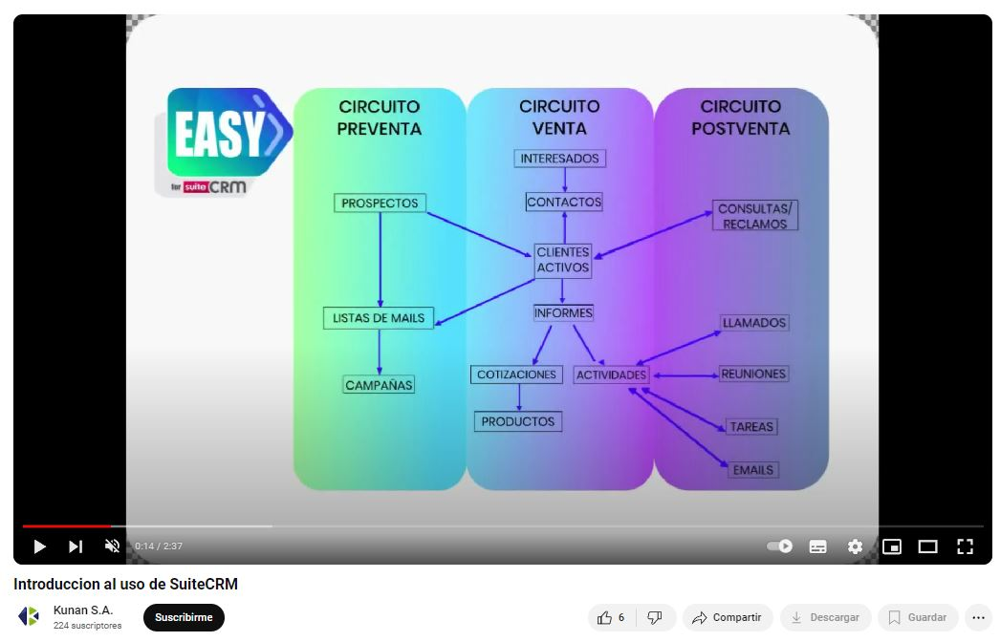 EASY
for suiteCRM
CIRCUITO
PREVENTA
PROSPECTOS
LISTAS DE MAILS
CAMPAÑAS
CIRCUITO
VENTA
INTERESADOS
CONTACTOS
CLIENTES
ACTIVOS
INFORMES
COTIZACIONES
ACTIVIDADES
PRODUCTOS
CIRCUITO
POSTVENTA
CONSULTAS/
RECLAMOS
LLAMADOS
REUNIONES
TAREAS
EMAILS
0:14 / 2:37
Introduccion al uso de SuiteCRM
Kunan S.A.
224 suscriptores
Suscribirme
6
Compartir
Descargar
Guardar